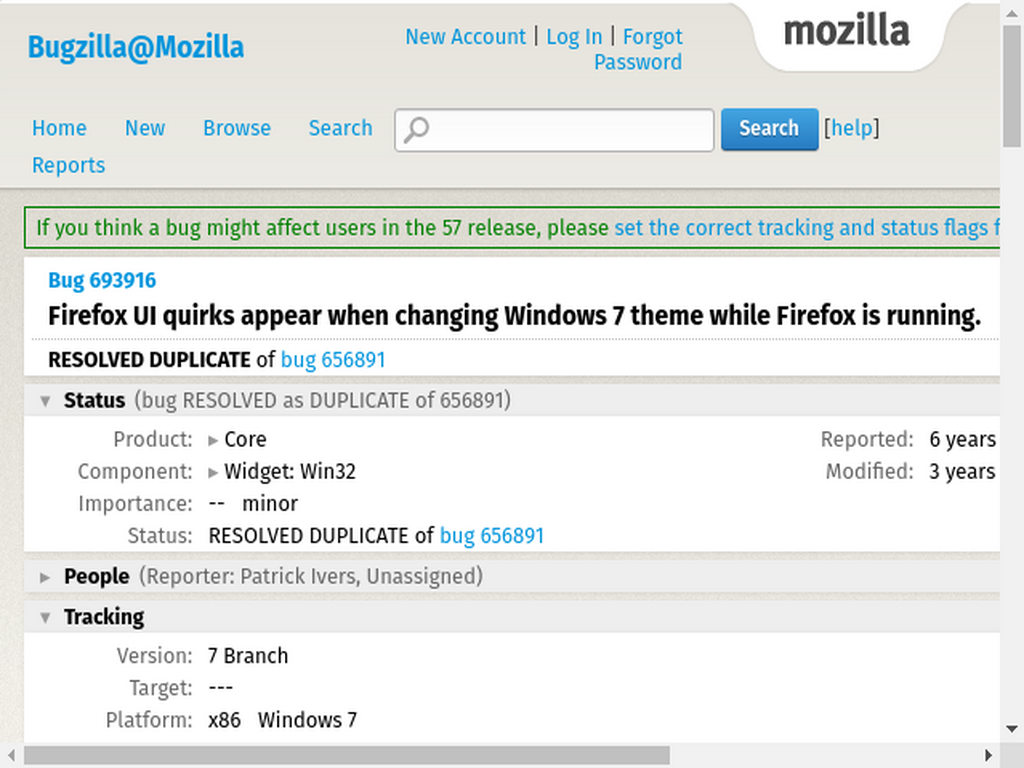 Bugzilla@Mozilla
New Account | Log In | Forgot
Password
mozilla
Home New Browse Search Search [help]
Reports
If you think a bug might affect users in the 57 release, please set the correct tracking and status flags f
Bug 693916
Firefox UI quirks appear when changing Windows 7 theme while Firefox is running.
RESOLVED DUPLICATE of bug 656891
▾ Status (bug RESOLVED as DUPLICATE of 656891)
Product: ▸ Core Reported: 6 years
Component: ▸ Widget: Win32 Modified: 3 years
Importance: -- minor
Status: RESOLVED DUPLICATE of bug 656891
▸ People (Reporter: Patrick Ivers, Unassigned)
▾ Tracking
Version: 7 Branch
Target: ---
Platform: x86 Windows 7